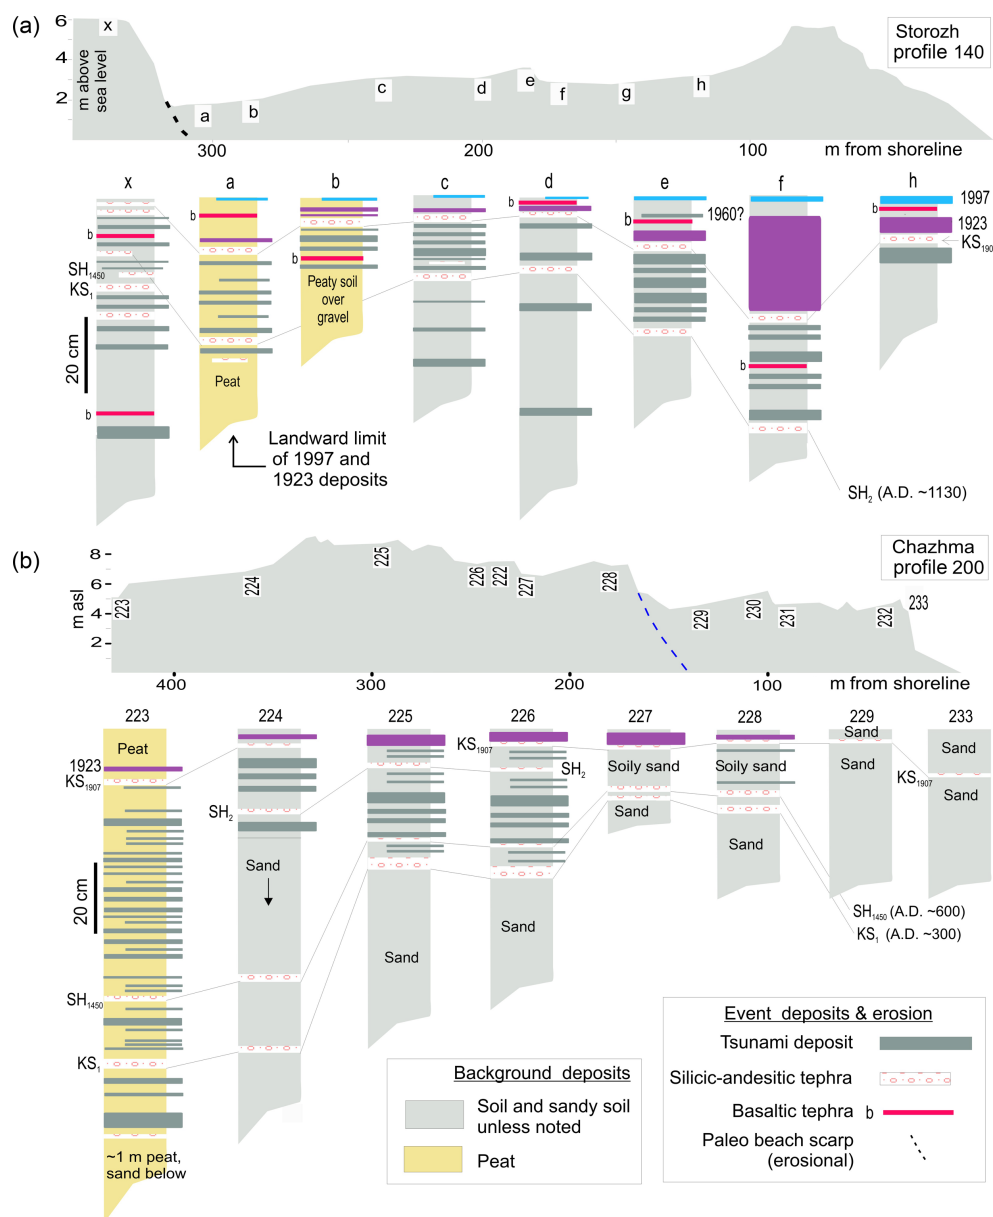 (a)
x
Storozh
profile 140
6
4
2
m above
sea level
a
b
c
d
e
f
g
h
300
200
100
m from shoreline
x
a
b
c
d
e
f
h
b
b
b
b
b
b
b
b
1960?
1997
1923
KS190
SH1450
KS1
20 cm
Peat
Peaty soil
over
gravel
Landward limit
of 1997 and
1923 deposits
SH2 (A.D. ~1130)
(b)
Chazhma
profile 200
8
6
4
2
m asl
223
224
225
226
222
227
228
229
230
231
232
233
400
300
200
100
m from shoreline
223
224
225
226
227
228
229
233
Peat
1923
KS1907
SH2
KS1907
SH2
Soily sand
Sand
Soily sand
Sand
Sand
Sand
Sand
KS1907
Sand
Sand
Sand
Sand
20 cm
SH1450
KS1
SH1450 (A.D. ~600)
KS1 (A.D. ~300)
~1 m peat,
sand below
Background deposits
Soil and sandy soil
unless noted
Peat
Event deposits & erosion
Tsunami deposit
Silicic-andesitic tephra
Basaltic tephra b
Paleo beach scarp
(erosional)